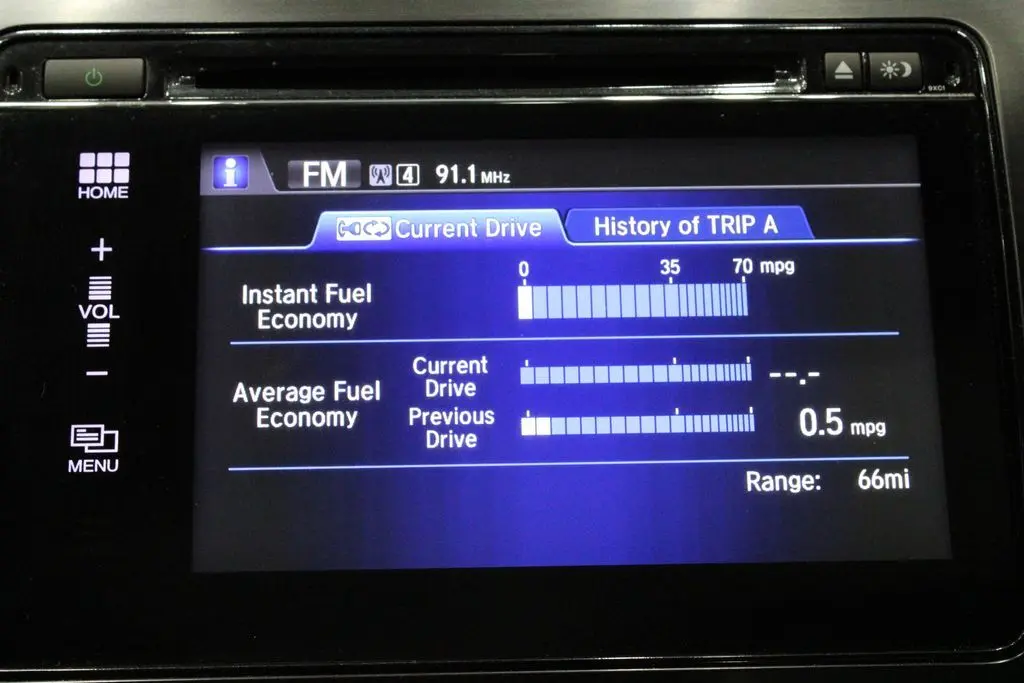 9XC1
HOME
+
VOL
−
MENU
i
FM 4 91.1 MHz
Current Drive
History of TRIP A
0 35 70 mpg
Instant Fuel
Economy
Average Fuel
Economy
Current
Drive
--.-
Previous
Drive
0.5 mpg
Range: 66mi